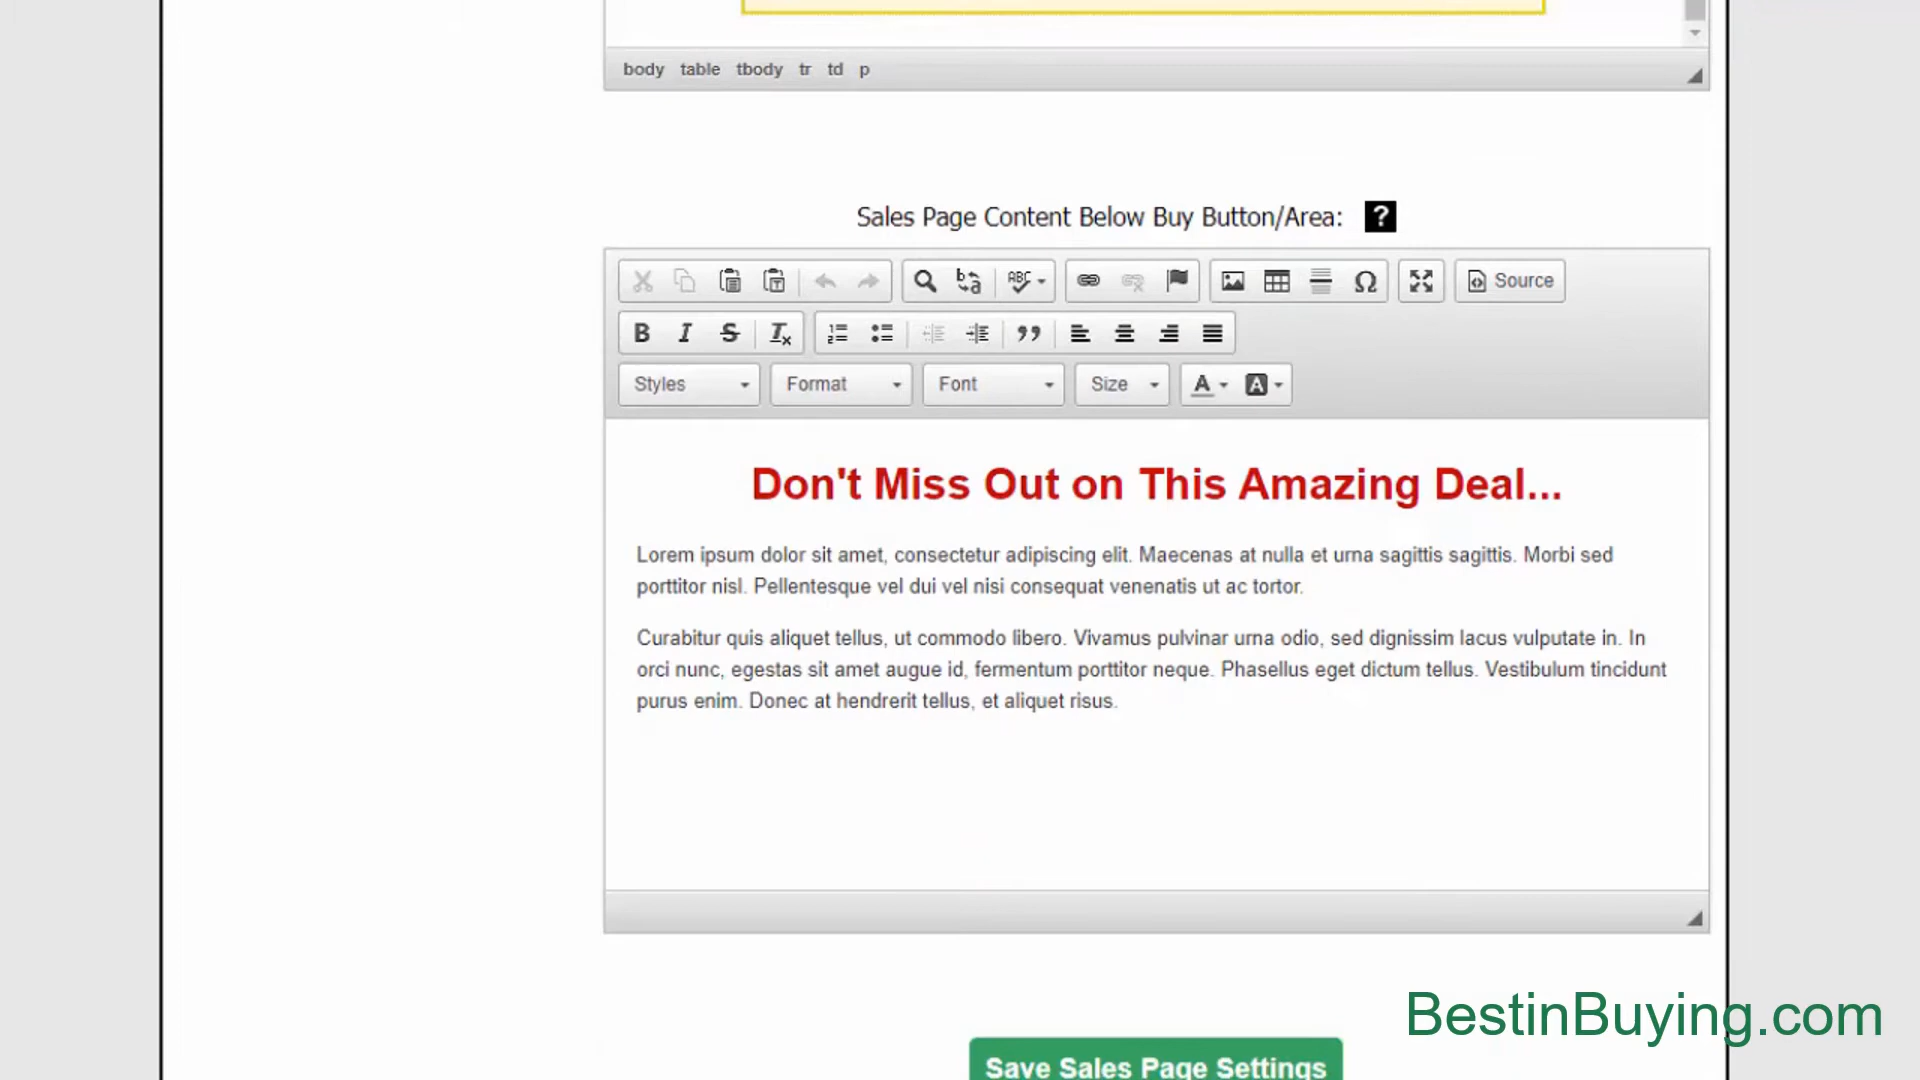 body table tbody tr td p
Sales Page Content Below Buy Button/Area: ?
Source
Styles Format Font Size
Don't Miss Out on This Amazing Deal...
Lorem ipsum dolor sit amet, consectetur adipiscing elit. Maecenas at nulla et urna sagittis sagittis. Morbi sed
porttitor nisl. Pellentesque vel dui vel nisi consequat venenatis ut ac tortor.
Curabitur quis aliquet tellus, ut commodo libero. Vivamus pulvinar urna odio, sed dignissim lacus vulputate in. In
orci nunc, egestas sit amet augue id, fermentum porttitor neque. Phasellus eget dictum tellus. Vestibulum tincidunt
purus enim. Donec at hendrerit tellus, et aliquet risus.
BestinBuying.com
Save Sales Page Settings